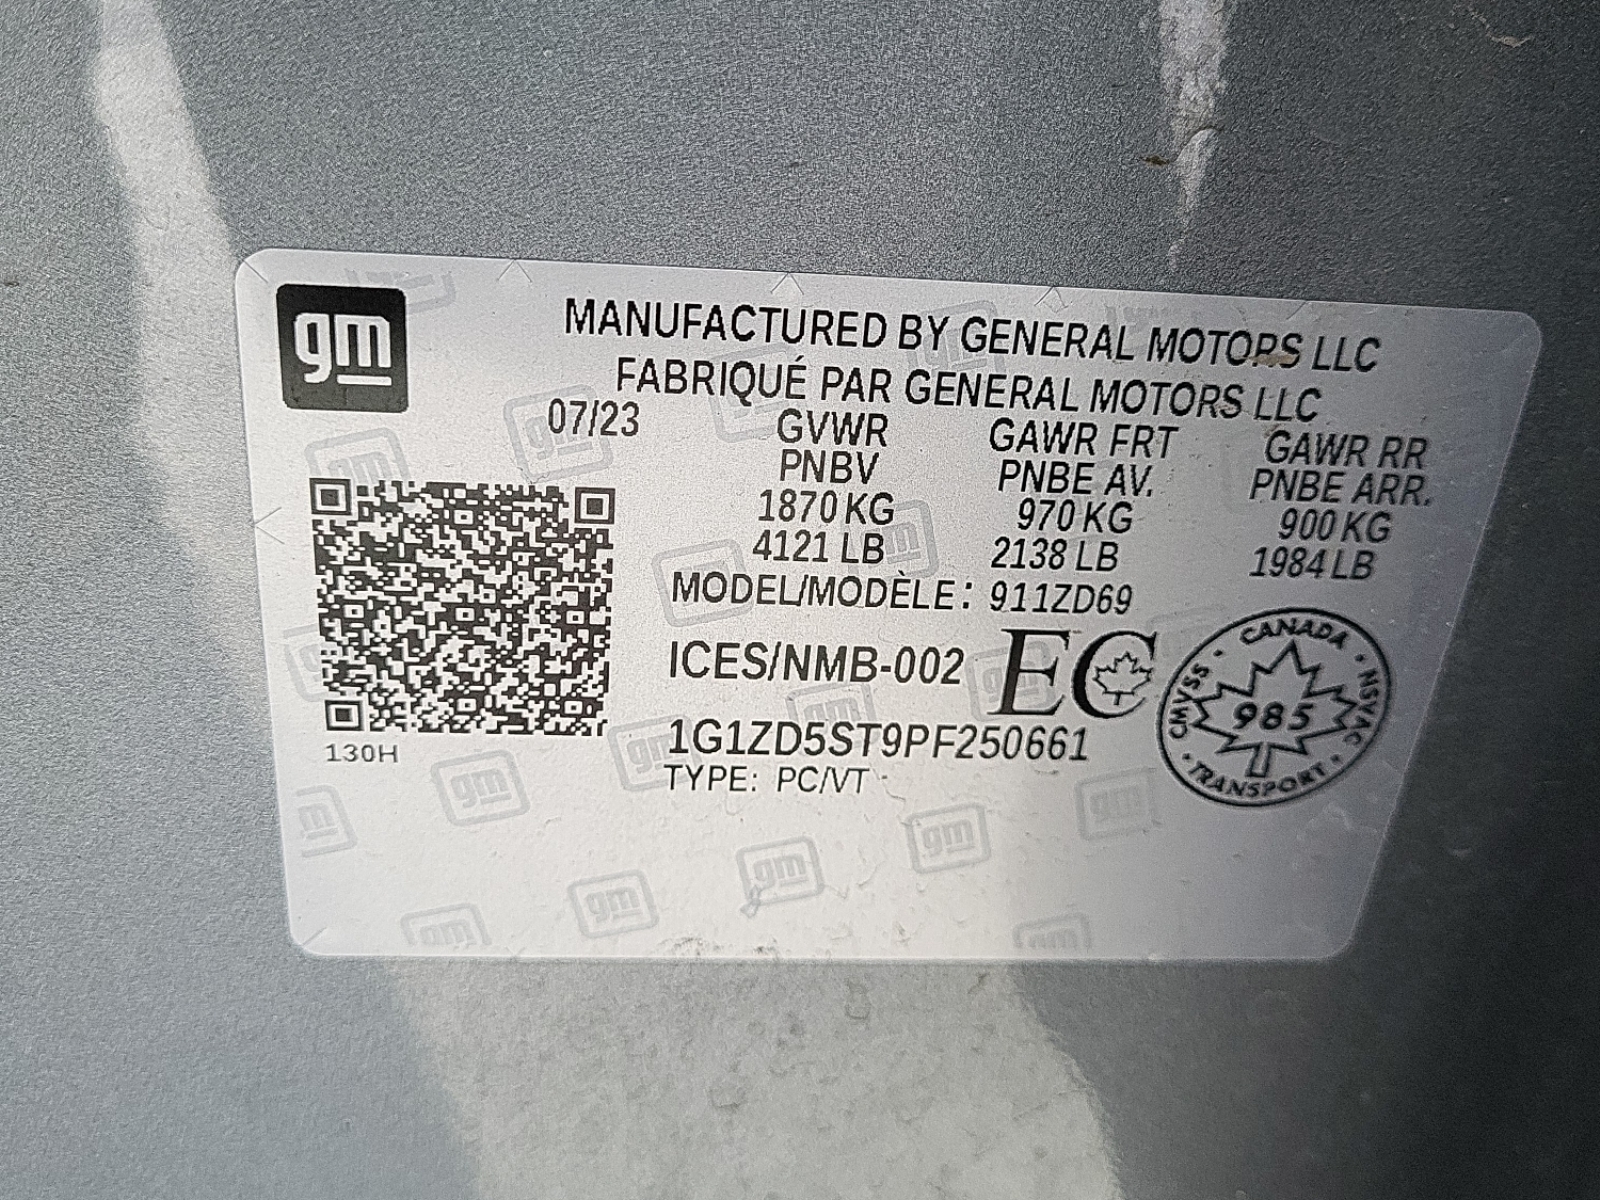 gm
MANUFACTURED BY GENERAL MOTORS LLC
FABRIQUÉ PAR GENERAL MOTORS LLC
07/23 GVWR GAWR FRT GAWR RR
PNBV PNBE AV. PNBE ARR.
1870 KG 970 KG 900 KG
4121 LB 2138 LB 1984 LB
MODEL/MODÈLE: 911ZD69
ICES/NMB-002 EC
1G1ZD5ST9PF250661
TYPE: PC/VT
130H
CANADA
CMVSS · NSVAC
985
TRANSPORT